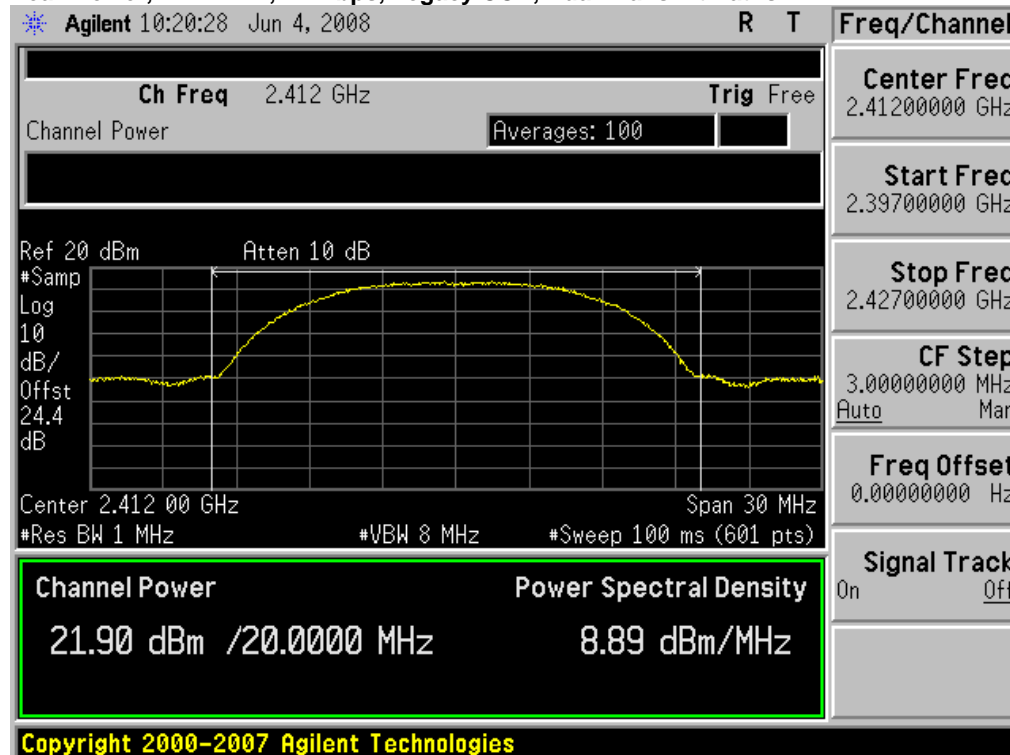 Agilent 10:20:28 Jun 4, 2008 R T
Freq/Channel
Ch Freq 2.412 GHz Trig Free
Channel Power Averages: 100
Ref 20 dBm Atten 10 dB
#Samp
Log
10
dB/
Offst
24.4
dB
Center 2.412 00 GHz Span 30 MHz
#Res BW 1 MHz #VBW 8 MHz #Sweep 100 ms (601 pts)
Channel Power Power Spectral Density
21.90 dBm /20.0000 MHz 8.89 dBm/MHz
Copyright 2000-2007 Agilent Technologies
Center Freq
2.41200000 GHz
Start Freq
2.39700000 GHz
Stop Freq
2.42700000 GHz
CF Step
3.00000000 MHz
Auto Man
Freq Offset
0.00000000 Hz
Signal Track
On Off